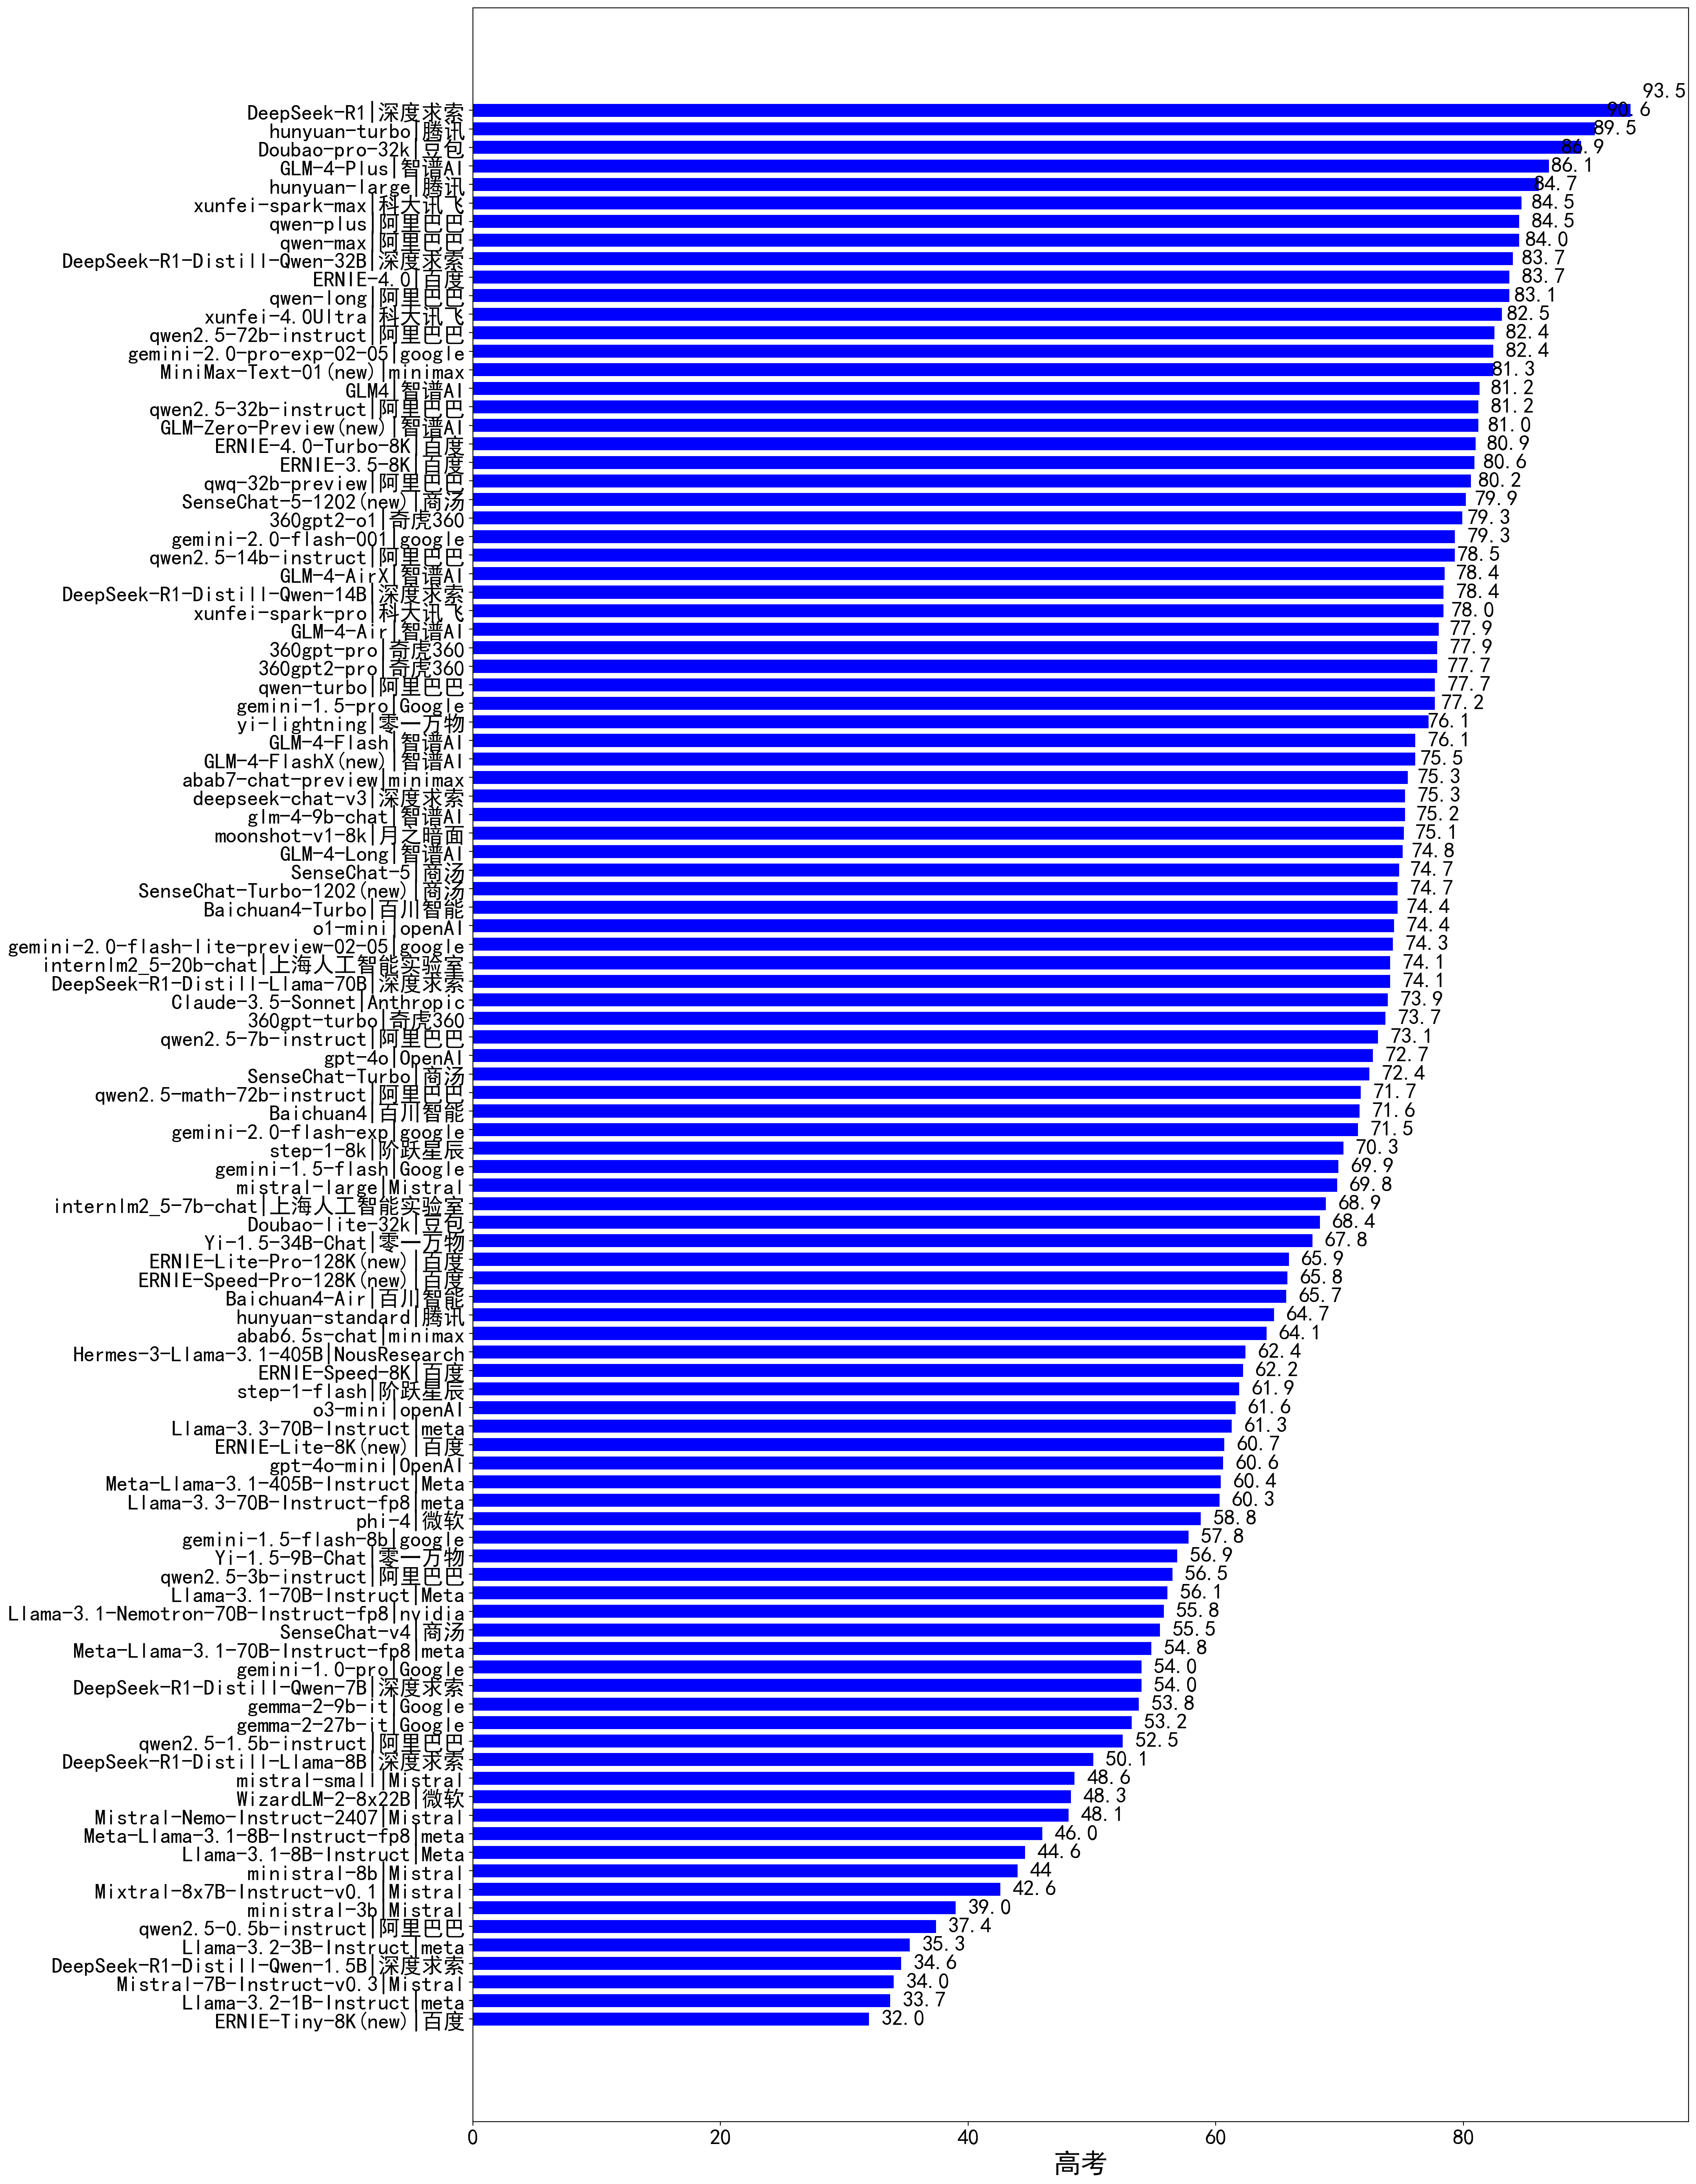 93.5
DeepSeek-R1|深度求索 90.6
hunyuan-turbo|腾讯 89.5
Doubao-pro-32k|豆包 86.9
GLM-4-Plus|智谱AI 86.1
hunyuan-large|腾讯 84.7
xunfei-spark-max|科大讯飞 84.5
qwen-plus|阿里巴巴 84.5
qwen-max|阿里巴巴 84.0
DeepSeek-R1-Distill-Qwen-32B|深度求索 83.7
ERNIE-4.0|百度 83.7
qwen-long|阿里巴巴 83.1
xunfei-4.0Ultra|科大讯飞 82.5
qwen2.5-72b-instruct|阿里巴巴 82.4
gemini-2.0-pro-exp-02-05|google 82.4
MiniMax-Text-01(new)|minimax 81.3
GLM4|智谱AI 81.2
qwen2.5-32b-instruct|阿里巴巴 81.2
GLM-Zero-Preview(new)|智谱AI 81.0
ERNIE-4.0-Turbo-8K|百度 80.9
ERNIE-3.5-8K|百度 80.6
qwq-32b-preview|阿里巴巴 80.2
SenseChat-5-1202(new)|商汤 79.9
360gpt2-o1|奇虎360 79.3
gemini-2.0-flash-001|google 79.3
qwen2.5-14b-instruct|阿里巴巴 78.5
GLM-4-AirX|智谱AI 78.4
DeepSeek-R1-Distill-Qwen-14B|深度求索 78.4
xunfei-spark-pro|科大讯飞 78.0
GLM-4-Air|智谱AI 77.9
360gpt-pro|奇虎360 77.9
360gpt2-pro|奇虎360 77.7
qwen-turbo|阿里巴巴 77.7
gemini-1.5-pro|Google 77.2
yi-lightning|零一万物 76.1
GLM-4-Flash|智谱AI 76.1
GLM-4-FlashX(new)|智谱AI 75.5
abab7-chat-preview|minimax 75.3
deepseek-chat-v3|深度求索 75.3
glm-4-9b-chat|智谱AI 75.2
moonshot-v1-8k|月之暗面 75.1
GLM-4-Long|智谱AI 74.8
SenseChat-5|商汤 74.7
SenseChat-Turbo-1202(new)|商汤 74.7
Baichuan4-Turbo|百川智能 74.4
o1-mini|openAI 74.4
gemini-2.0-flash-lite-preview-02-05|google 74.3
internlm2_5-20b-chat|上海人工智能实验室 74.1
DeepSeek-R1-Distill-Llama-70B|深度求索 74.1
Claude-3.5-Sonnet|Anthropic 73.9
360gpt-turbo|奇虎360 73.7
qwen2.5-7b-instruct|阿里巴巴 73.1
gpt-4o|OpenAI 72.7
SenseChat-Turbo|商汤 72.4
qwen2.5-math-72b-instruct|阿里巴巴 71.7
Baichuan4|百川智能 71.6
gemini-2.0-flash-exp|google 71.5
step-1-8k|阶跃星辰 70.3
gemini-1.5-flash|Google 69.9
mistral-large|Mistral 69.8
internlm2_5-7b-chat|上海人工智能实验室 68.9
Doubao-lite-32k|豆包 68.4
Yi-1.5-34B-Chat|零一万物 67.8
ERNIE-Lite-Pro-128K(new)|百度 65.9
ERNIE-Speed-Pro-128K(new)|百度 65.8
Baichuan4-Air|百川智能 65.7
hunyuan-standard|腾讯 64.7
abab6.5s-chat|minimax 64.1
Hermes-3-Llama-3.1-405B|NousResearch 62.4
ERNIE-Speed-8K|百度 62.2
step-1-flash|阶跃星辰 61.9
o3-mini|openAI 61.6
Llama-3.3-70B-Instruct|meta 61.3
ERNIE-Lite-8K(new)|百度 60.7
gpt-4o-mini|OpenAI 60.6
Meta-Llama-3.1-405B-Instruct|Meta 60.4
Llama-3.3-70B-Instruct-fp8|meta 60.3
phi-4|微软 58.8
gemini-1.5-flash-8b|google 57.8
Yi-1.5-9B-Chat|零一万物 56.9
qwen2.5-3b-instruct|阿里巴巴 56.5
Llama-3.1-70B-Instruct|Meta 56.1
Llama-3.1-Nemotron-70B-Instruct-fp8|nvidia 55.8
SenseChat-v4|商汤 55.5
Meta-Llama-3.1-70B-Instruct-fp8|meta 54.8
gemini-1.0-pro|Google 54.0
DeepSeek-R1-Distill-Qwen-7B|深度求索 54.0
gemma-2-9b-it|Google 53.8
gemma-2-27b-it|Google 53.2
qwen2.5-1.5b-instruct|阿里巴巴 52.5
DeepSeek-R1-Distill-Llama-8B|深度求索 50.1
mistral-small|Mistral 48.6
WizardLM-2-8x22B|微软 48.3
Mistral-Nemo-Instruct-2407|Mistral 48.1
Meta-Llama-3.1-8B-Instruct-fp8|meta 46.0
Llama-3.1-8B-Instruct|Meta 44.6
ministral-8b|Mistral 44
Mixtral-8x7B-Instruct-v0.1|Mistral 42.6
ministral-3b|Mistral 39.0
qwen2.5-0.5b-instruct|阿里巴巴 37.4
Llama-3.2-3B-Instruct|meta 35.3
DeepSeek-R1-Distill-Qwen-1.5B|深度求索 34.6
Mistral-7B-Instruct-v0.3|Mistral 34.0
Llama-3.2-1B-Instruct|meta 33.7
ERNIE-Tiny-8K(new)|百度 32.0
0 20 40 60 80
高考